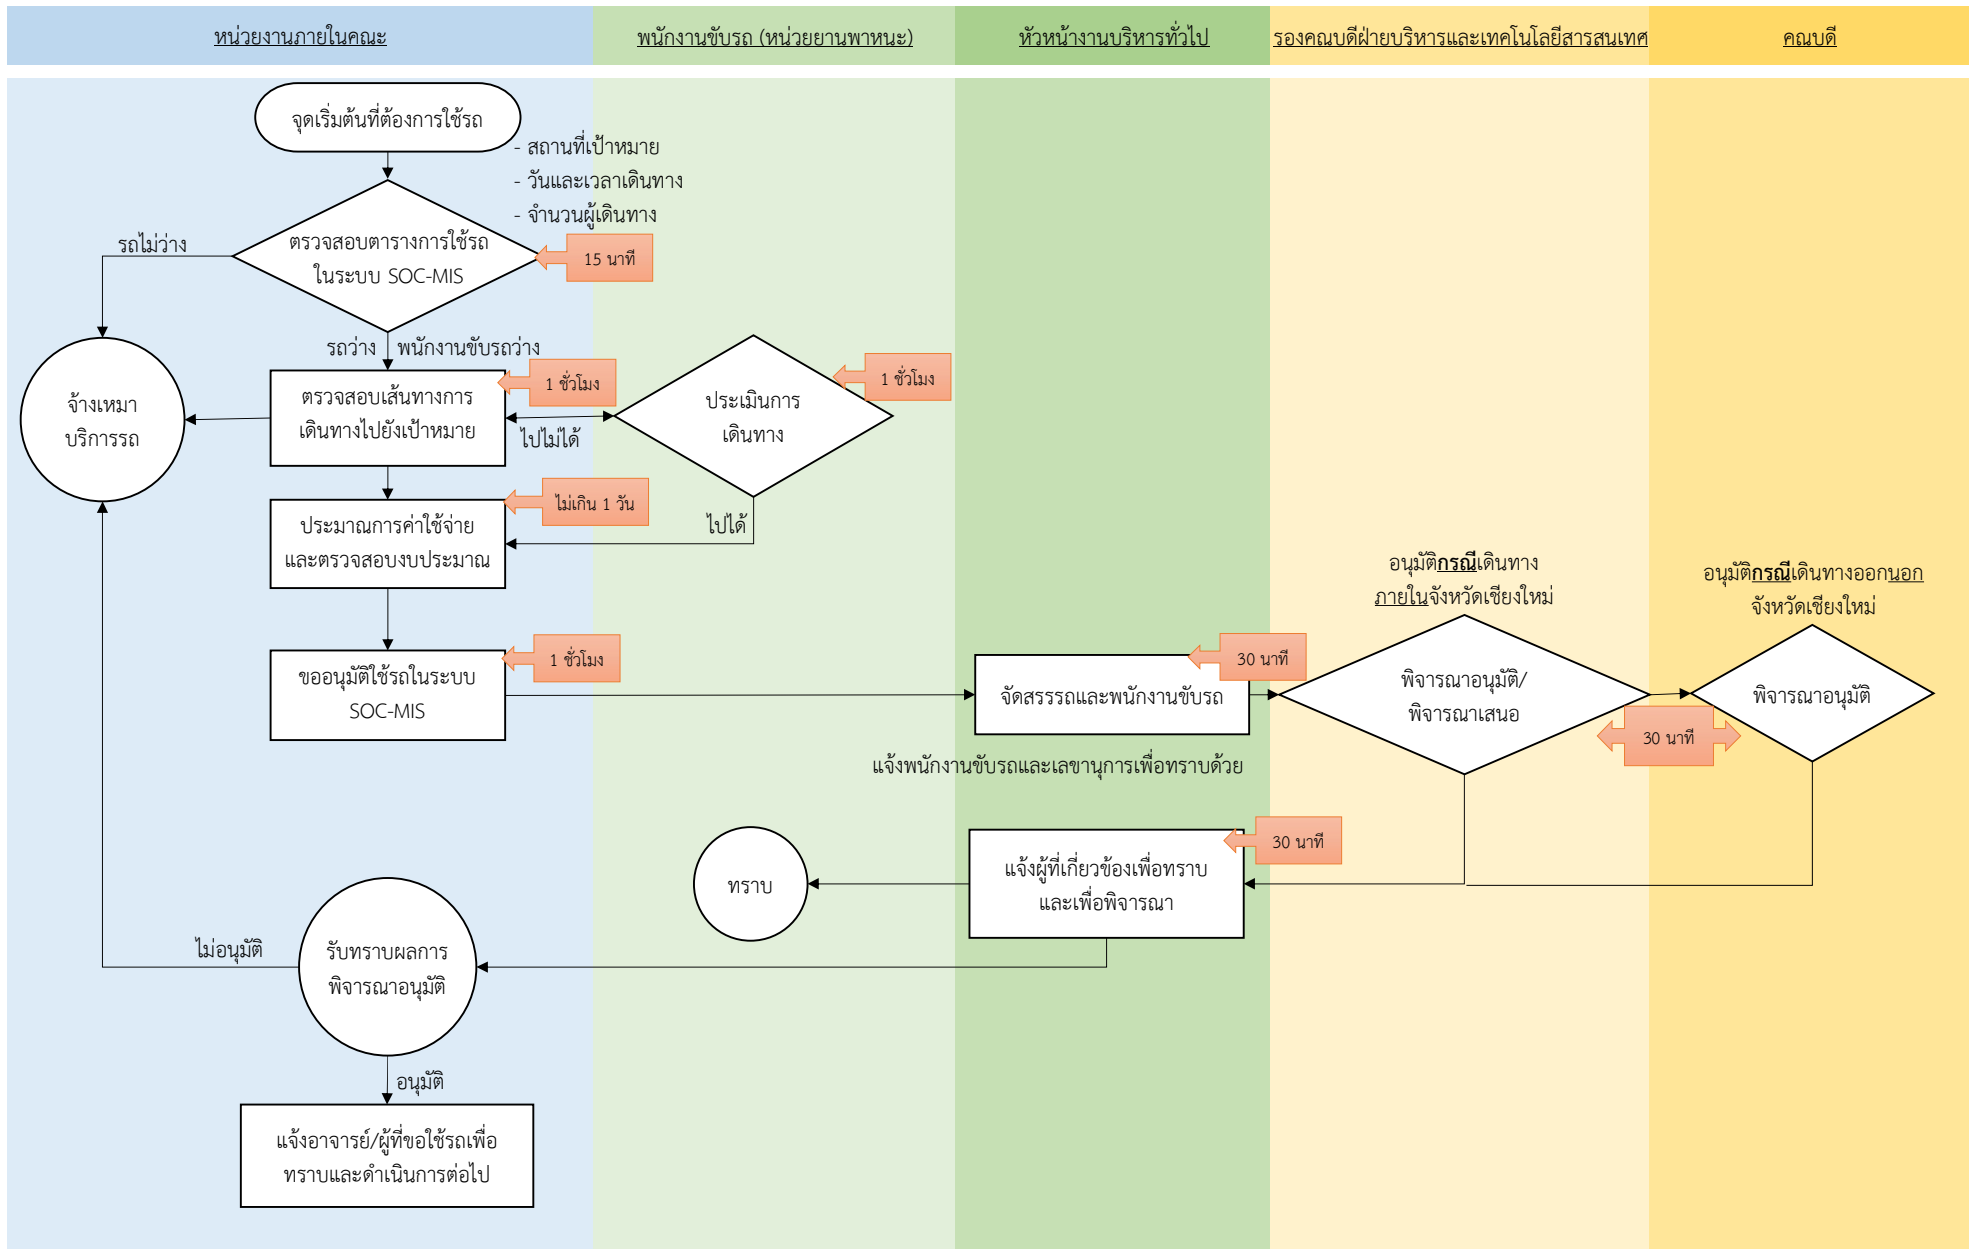 หน่วยงานภายในคณะ
พนักงานขับรถ (หน่วยยานพาหนะ)
หัวหน้างานบริหารทั่วไป
รองคณบดีฝ่ายบริหารและเทคโนโลยีสารสนเทศ
คณบดี
จุดเริ่มต้นที่ต้องการใช้รถ
- สถานที่เป้าหมาย
- วันและเวลาเดินทาง
- จำนวนผู้เดินทาง
รถไม่ว่าง
ตรวจสอบตารางการใช้รถ
ในระบบ SOC-MIS
15 นาที
รถว่าง
พนักงานขับรถว่าง
1 ชั่วโมง
1 ชั่วโมง
จ้างเหมา
บริการรถ
ตรวจสอบเส้นทางการ
เดินทางไปยังเป้าหมาย
ไปไม่ได้
ประเมินการ
เดินทาง
ไม่เกิน 1 วัน
ไปได้
ประมาณการค่าใช้จ่าย
และตรวจสอบงบประมาณ
อนุมัติกรณีเดินทาง
ภายในจังหวัดเชียงใหม่
อนุมัติกรณีเดินทางออกนอก
จังหวัดเชียงใหม่
1 ชั่วโมง
30 นาที
ขออนุมัติใช้รถในระบบ
SOC-MIS
จัดสรรรถและพนักงานขับรถ
พิจารณาอนุมัติ/
พิจารณาเสนอ
พิจารณาอนุมัติ
30 นาที
แจ้งพนักงานขับรถและเลขานุการเพื่อทราบด้วย
30 นาที
ทราบ
แจ้งผู้ที่เกี่ยวข้องเพื่อทราบ
และเพื่อพิจารณา
ไม่อนุมัติ
รับทราบผลการ
พิจารณาอนุมัติ
อนุมัติ
แจ้งอาจารย์/ผู้ที่ขอใช้รถเพื่อ
ทราบและดำเนินการต่อไป